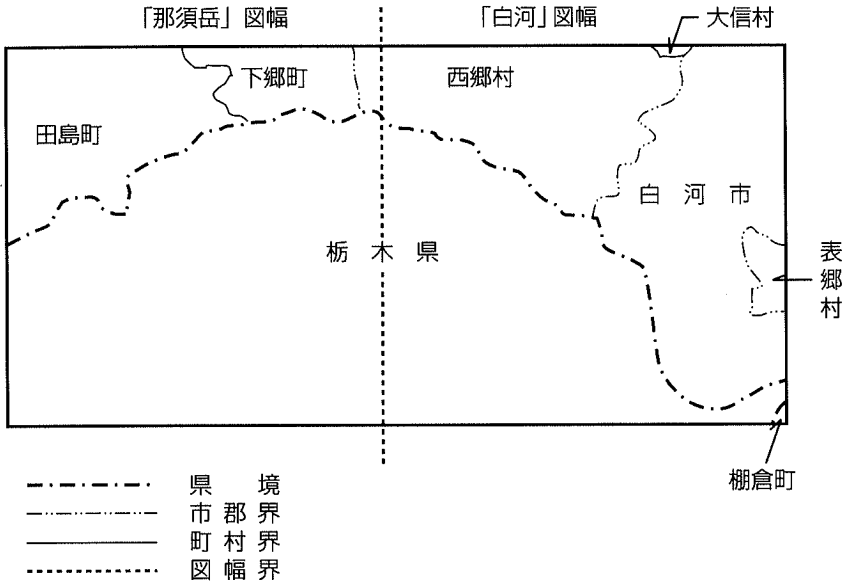 「那須岳」図幅
「白河」図幅
大信村
下郷町
西郷村
田島町
白河市
栃木県
表郷村
棚倉町
県境
市郡界
町村界
図幅界